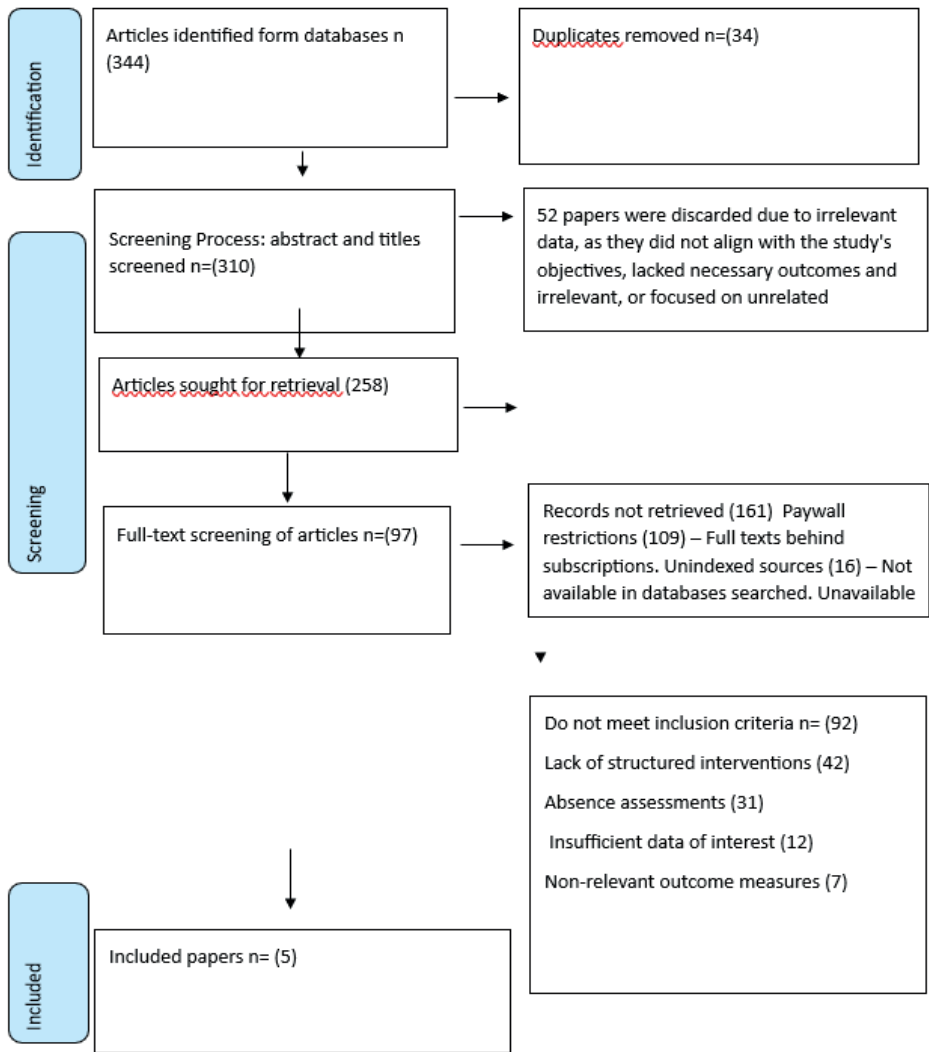 Identification
Articles identified form databases n
(344)
Duplicates removed n=(34)
Screening
Screening Process: abstract and titles
screened n=(310)
52 papers were discarded due to irrelevant
data, as they did not align with the study's
objectives, lacked necessary outcomes and
irrelevant, or focused on unrelated
Articles sought for retrieval (258)
Full-text screening of articles n=(97)
Records not retrieved (161) Paywall
restrictions (109) – Full texts behind
subscriptions. Unindexed sources (16) – Not
available in databases searched. Unavailable
Do not meet inclusion criteria n= (92)
Lack of structured interventions (42)
Absence assessments (31)
Insufficient data of interest (12)
Non-relevant outcome measures (7)
Included
Included papers n= (5)